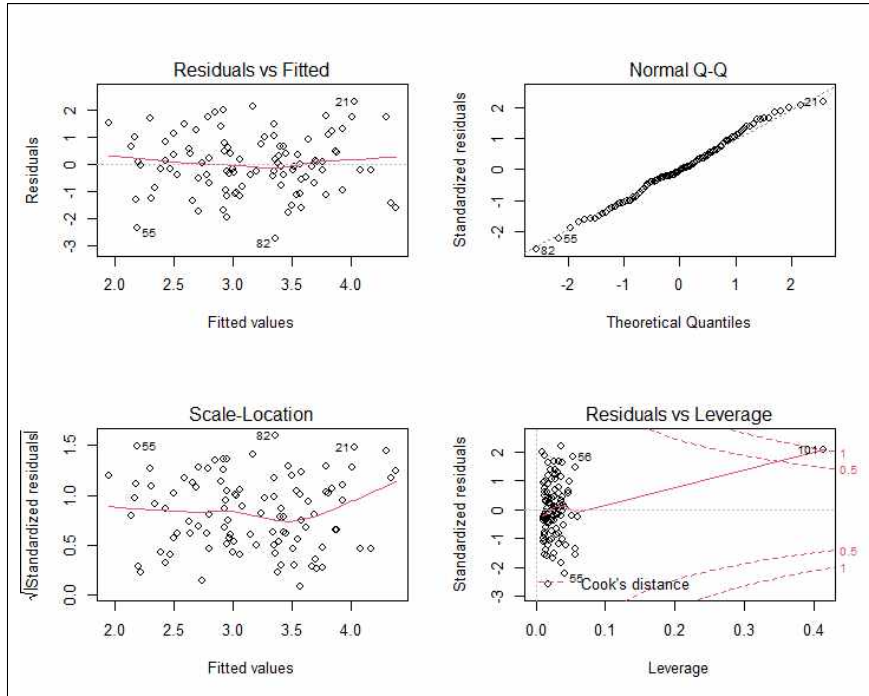 Residuals vs Fitted
Residuals
2
1
0
-1
-2
-3
21
55
82
2.0 2.5 3.0 3.5 4.0
Fitted values
Normal Q-Q
Standardized residuals
2
1
0
-1
-2
21
55
82
-2 -1 0 1 2
Theoretical Quantiles
Scale-Location
√|Standardized residuals|
1.5
1.0
0.5
0.0
55
82
21
2.0 2.5 3.0 3.5 4.0
Fitted values
Residuals vs Leverage
Standardized residuals
2
1
0
-1
-2
-3
56
101
1
0.5
0.5
1
55
Cook's distance
0.0 0.1 0.2 0.3 0.4
Leverage